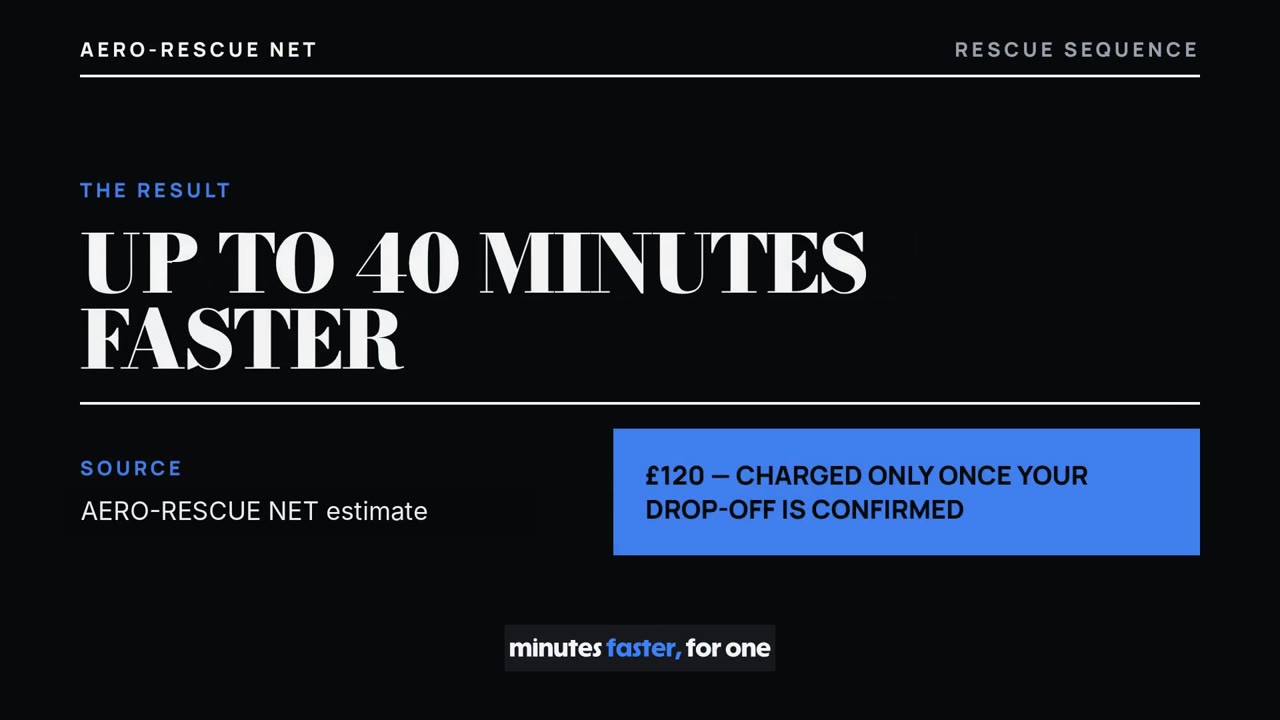 AERO-RESCUE NET
RESCUE SEQUENCE
THE RESULT
UP TO 40 MINUTES
FASTER
SOURCE
AERO-RESCUE NET estimate
£120 — CHARGED ONLY ONCE YOUR
DROP-OFF IS CONFIRMED
minutes faster, for one